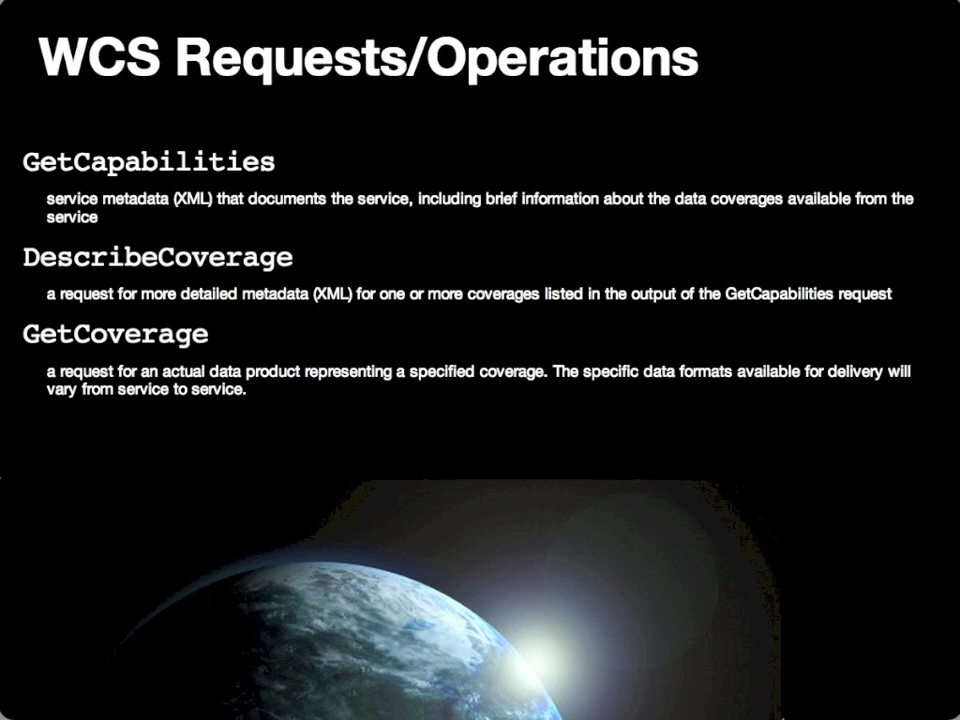 WCS Requests/Operations
GetCapabilities
service metadata (XML) that documents the service, including brief information about the data coverages available from the
service
DescribeCoverage
a request for more detailed metadata (XML) for one or more coverages listed in the output of the GetCapabilities request
GetCoverage
a request for an actual data product representing a specified coverage. The specific data formats available for delivery will
vary from service to service.